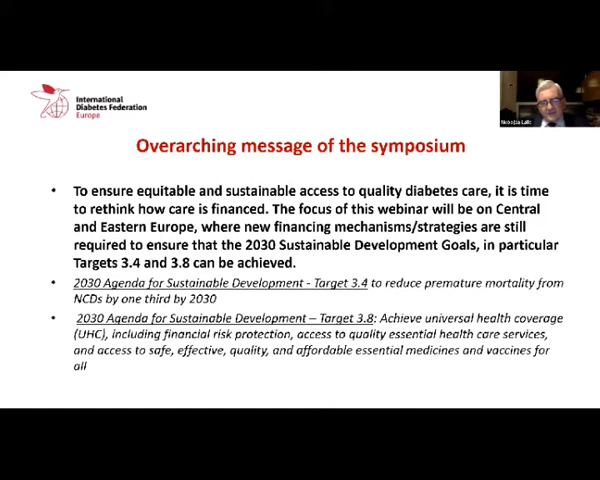 International
Diabetes Federation
Europe
Nebojsa Lalic
Overarching message of the symposium
• To ensure equitable and sustainable access to quality diabetes care, it is time
to rethink how care is financed. The focus of this webinar will be on Central
and Eastern Europe, where new financing mechanisms/strategies are still
required to ensure that the 2030 Sustainable Development Goals, in particular
Targets 3.4 and 3.8 can be achieved.
• 2030 Agenda for Sustainable Development - Target 3.4 to reduce premature mortality from
NCDs by one third by 2030
• 2030 Agenda for Sustainable Development – Target 3.8: Achieve universal health coverage
(UHC), including financial risk protection, access to quality essential health care services,
and access to safe, effective, quality, and affordable essential medicines and vaccines for
all